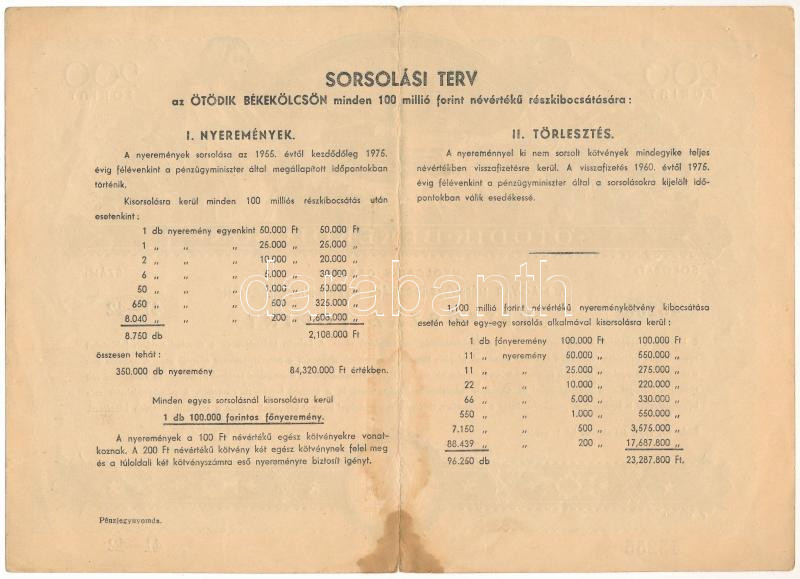 SORSOLÁSI TERV
az ÖTÖDIK BÉKEKÖLCSÖN minden 100 millió forint névértékű részkibocsátására:
I. NYEREMÉNYEK.
A nyeremények sorsolása az 1955. évtől kezdődőleg 1975.
évig félévenkint a pénzügyminiszter által megállapított időpontokban
történik.
Kisorsolásra kerül minden 100 milliós részkibocsátás után
esetenkint:
1 db nyeremény egyenkint 50.000 Ft 50.000 Ft
1 „ „ „ 25.000 „ 25.000 „
2 „ „ „ 10.000 „ 20.000 „
6 „ „ „ 5.000 „ 30.000 „
50 „ „ „ 1.000 „ 50.000 „
650 „ „ „ 500 „ 325.000 „
8.040 „ „ „ 200 „ 1,608.000 „
8.750 db 2,108.000 Ft
összesen tehát:
350.000 db nyeremény 84,320.000 Ft értékben.
Minden egyes sorsolásnál kisorsolásra kerül
1 db 100.000 forintos főnyeremény.
A nyeremények a 100 Ft névértékű egész kötvényekre vonat-
koznak. A 200 Ft névértékű kötvény két egész kötvénynek felel meg
és a túloldali két kötvényszámra eső nyereményre biztosit igényt.
Pénzjegynyomda.
II. TÖRLESZTÉS.
A nyereménnyel ki nem sorsolt kötvények mindegyike teljes
névértékben visszafizetésre kerül. A visszafizetés 1960. évtől 1975.
évig félévenkint a pénzügyminiszter által a sorsolásokra kijelölt idő-
pontokban válik esedékessé.
1.100 millió forint névértékű nyereménykötvény kibocsátása
esetén tehát egy-egy sorsolás alkalmával kisorsolásra kerül:
1 db főnyeremény 100.000 Ft 100.000 Ft
11 „ nyeremény 50.000 „ 550.000 „
11 „ „ 25.000 „ 275.000 „
22 „ „ 10.000 „ 220.000 „
66 „ „ 5.000 „ 330.000 „
550 „ „ 1.000 „ 550.000 „
7.150 „ „ 500 „ 3,575.000 „
88.439 „ „ 200 „ 17,687.800 „
96.250 db 23,287.800 Ft.
darabanth